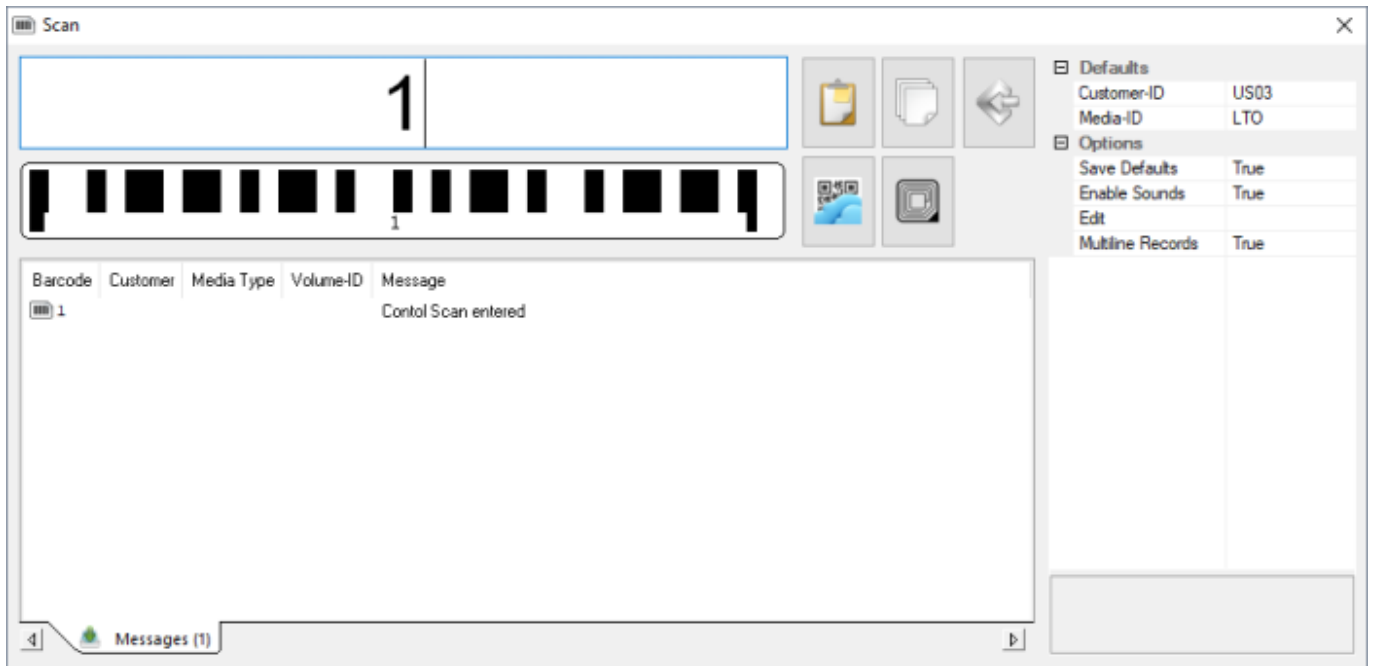 Scan
1
1
Defaults
Customer-ID US03
Media-ID LTO
Options
Save Defaults True
Enable Sounds True
Edit
Multiline Records True
Barcode Customer Media Type Volume-ID Message
1 Contol Scan entered
Messages (1)